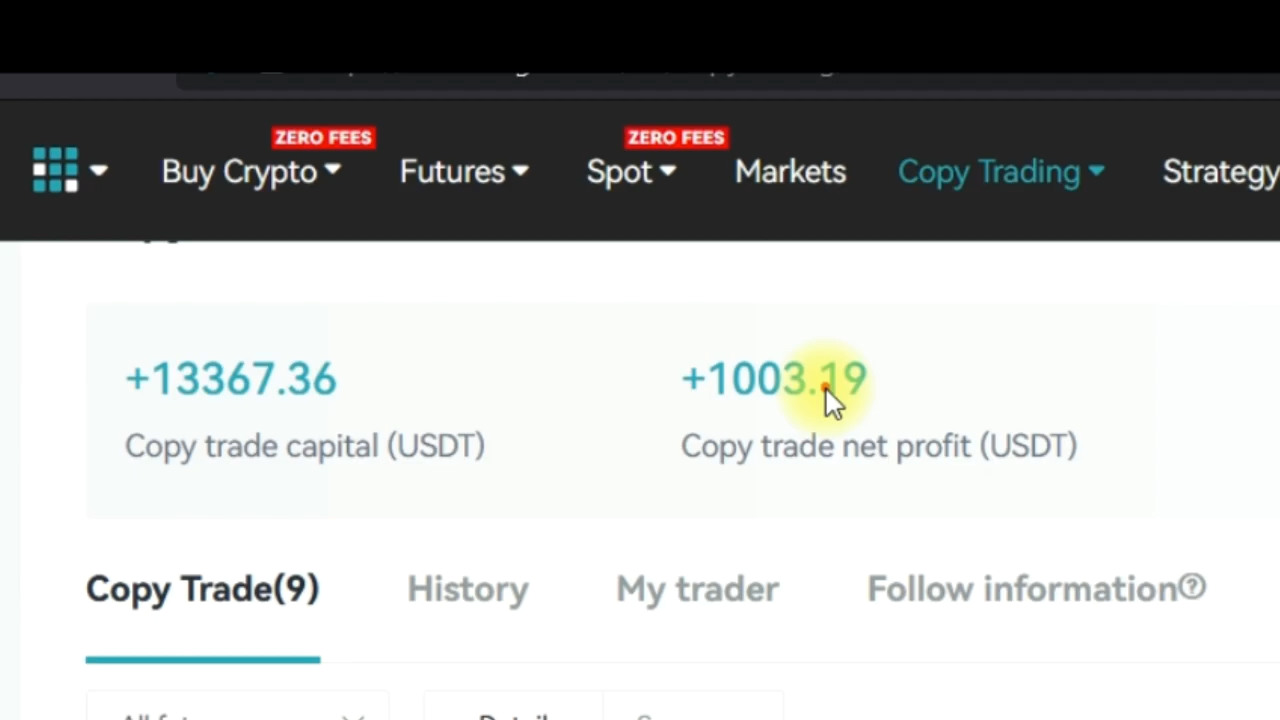 ZERO FEES ZERO FEES
Buy Crypto Futures Spot Markets Copy Trading Strategy
+13367.36 +1003.19
Copy trade capital (USDT) Copy trade net profit (USDT)
Copy Trade(9) History My trader Follow information